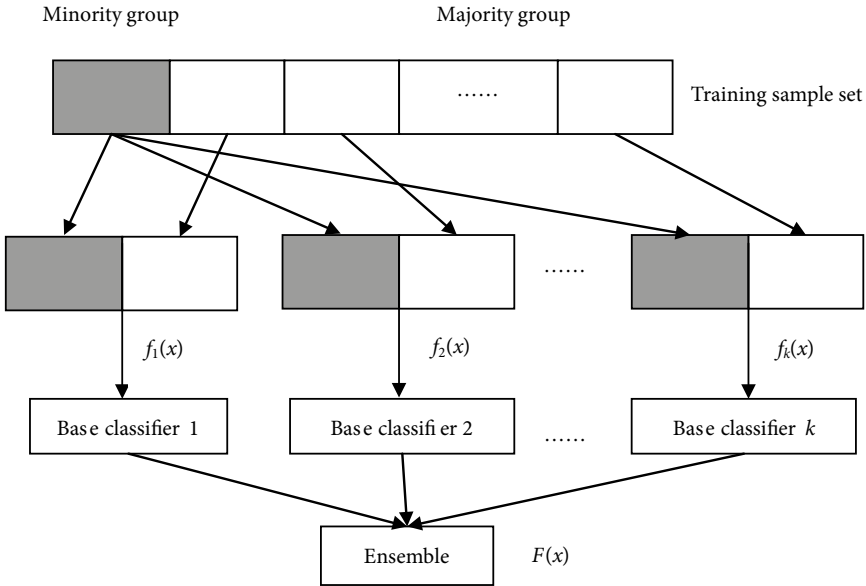 Minority group
Majority group
......
Training sample set
......
f₁(x)
f₂(x)
fₖ(x)
Base classifier 1
Base classifier 2
......
Base classifier k
Ensemble
F(x)